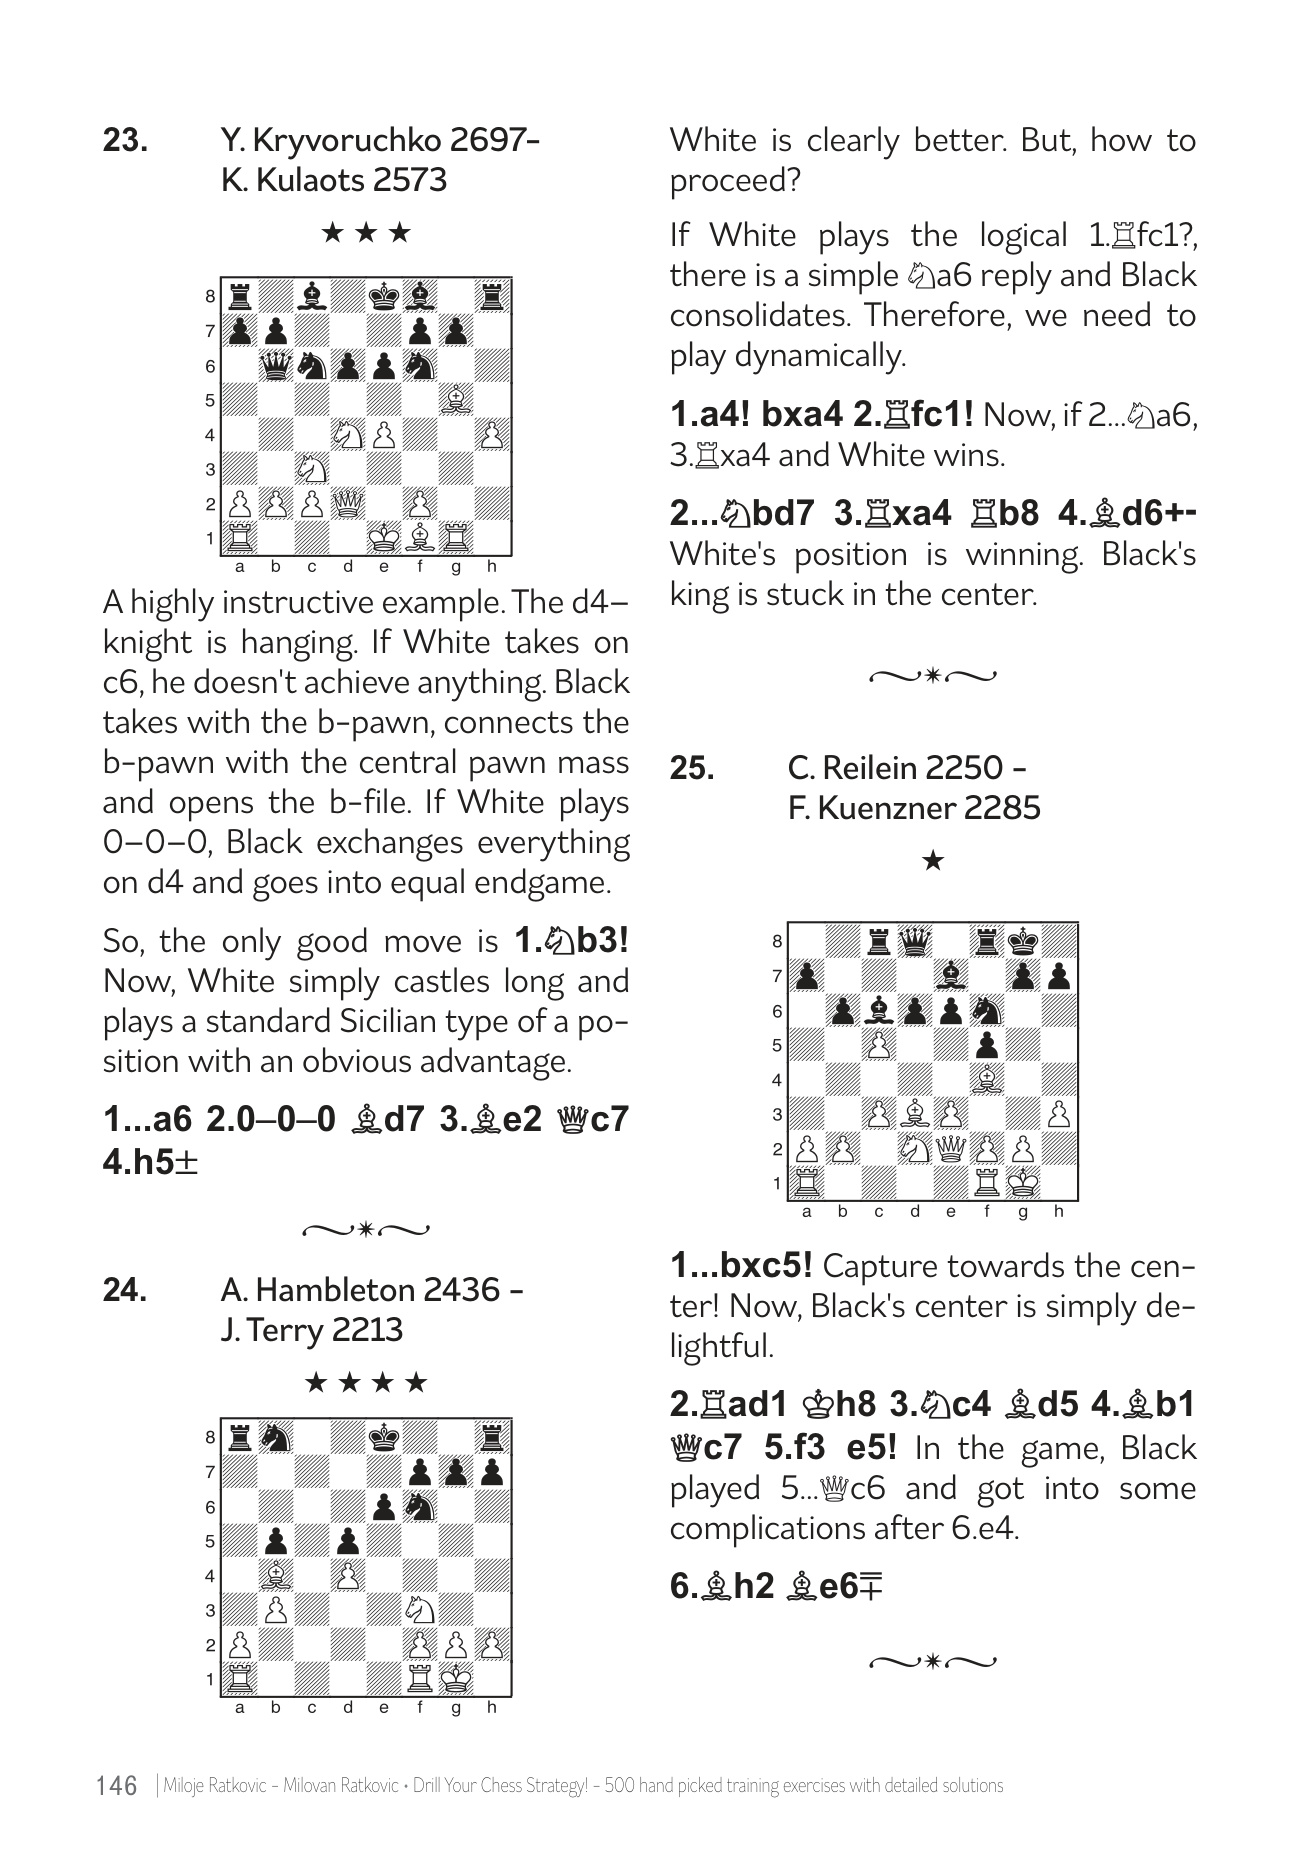 23. Y. Kryvoruchko 2697-
K. Kulaots 2573
★ ★ ★
8
7
6
5
4
3
2
1
a b c d e f g h
A highly instructive example. The d4–
knight is hanging. If White takes on
c6, he doesn't achieve anything. Black
takes with the b-pawn, connects the
b-pawn with the central pawn mass
and opens the b-file. If White plays
0–0–0, Black exchanges everything
on d4 and goes into equal endgame.
So, the only good move is 1.♘b3!
Now, White simply castles long and
plays a standard Sicilian type of a po-
sition with an obvious advantage.
1...a6 2.0–0–0 ♗d7 3.♗e2 ♕c7
4.h5±
24. A. Hambleton 2436 -
J. Terry 2213
★ ★ ★ ★
8
7
6
5
4
3
2
1
a b c d e f g h
White is clearly better. But, how to
proceed?
If White plays the logical 1.♖fc1?,
there is a simple ♘a6 reply and Black
consolidates. Therefore, we need to
play dynamically.
1.a4! bxa4 2.♖fc1! Now, if 2...♘a6,
3.♖xa4 and White wins.
2...♘bd7 3.♖xa4 ♖b8 4.♗d6+-
White's position is winning. Black's
king is stuck in the center.
25. C. Reilein 2250 -
F. Kuenzner 2285
★
8
7
6
5
4
3
2
1
a b c d e f g h
1...bxc5! Capture towards the cen-
ter! Now, Black's center is simply de-
lightful.
2.♖ad1 ♔h8 3.♘c4 ♗d5 4.♗b1
♕c7 5.f3 e5! In the game, Black
played 5...♕c6 and got into some
complications after 6.e4.
6.♗h2 ♗e6∓
146 | Miloje Ratkovic - Milovan Ratkovic • Drill Your Chess Strategy! - 500 hand picked training exercises with detailed solutions